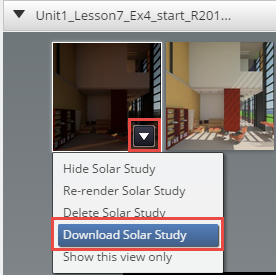 Unit1_Lesson7_Ex4_start_R201...
Hide Solar Study
Re-render Solar Study
Delete Solar Study
Download Solar Study
Show this view only